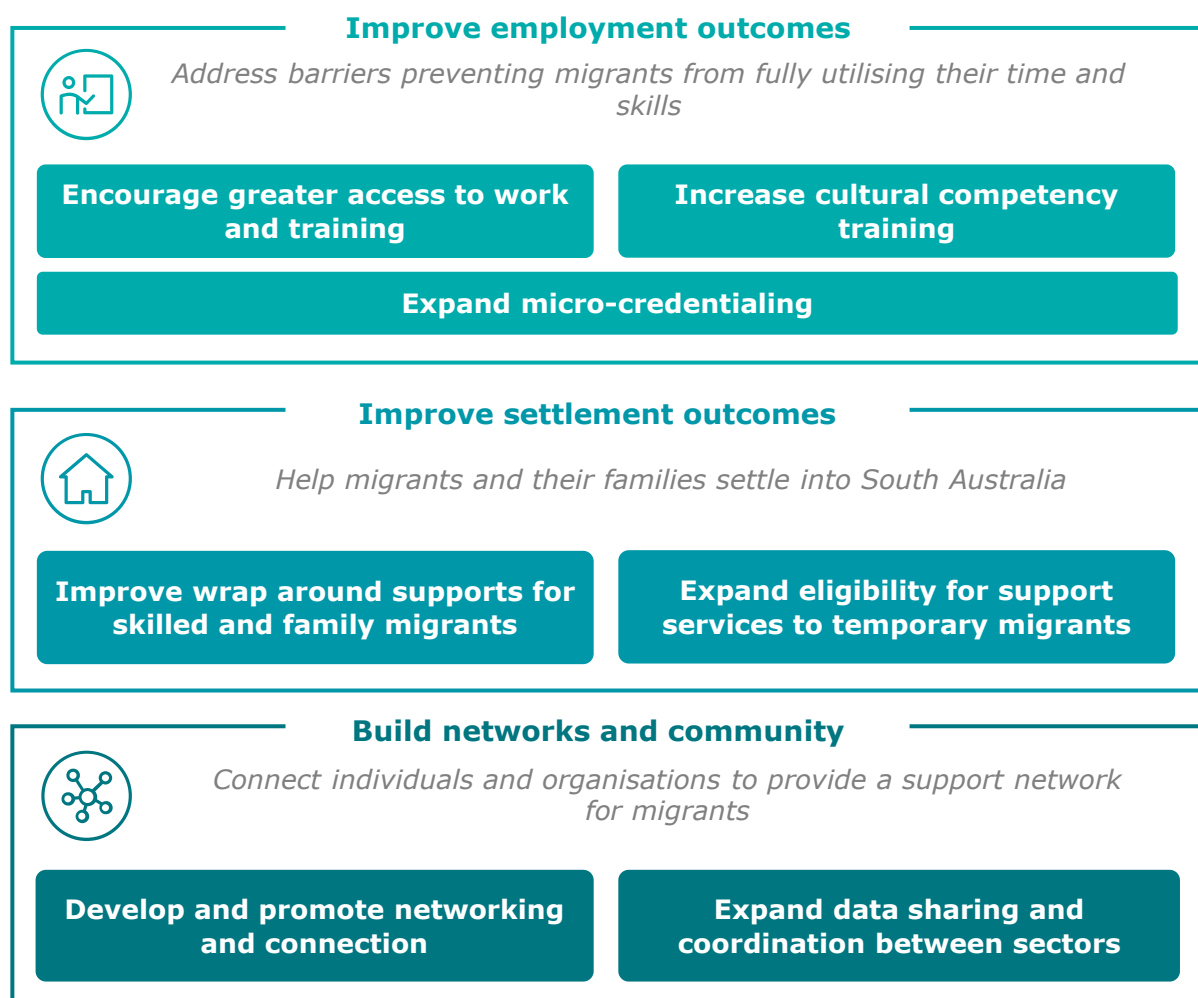 Improve employment outcomes
Address barriers preventing migrants from fully utilising their time and
skills
Encourage greater access to work
and training
Increase cultural competency
training
Expand micro-credentialing
Improve settlement outcomes
Help migrants and their families settle into South Australia
Improve wrap around supports for
skilled and family migrants
Expand eligibility for support
services to temporary migrants
Build networks and community
Connect individuals and organisations to provide a support network
for migrants
Develop and promote networking
and connection
Expand data sharing and
coordination between sectors